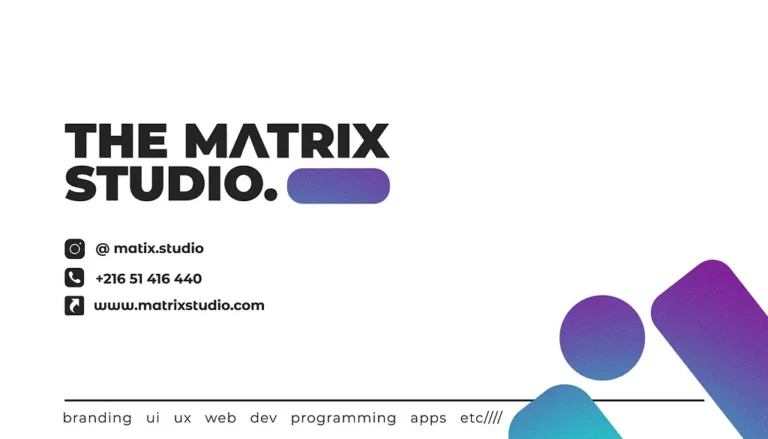 THE MATRIX
STUDIO.
@ matix.studio
+216 51 416 440
www.matrixstudio.com
branding ui ux web dev programming apps etc////